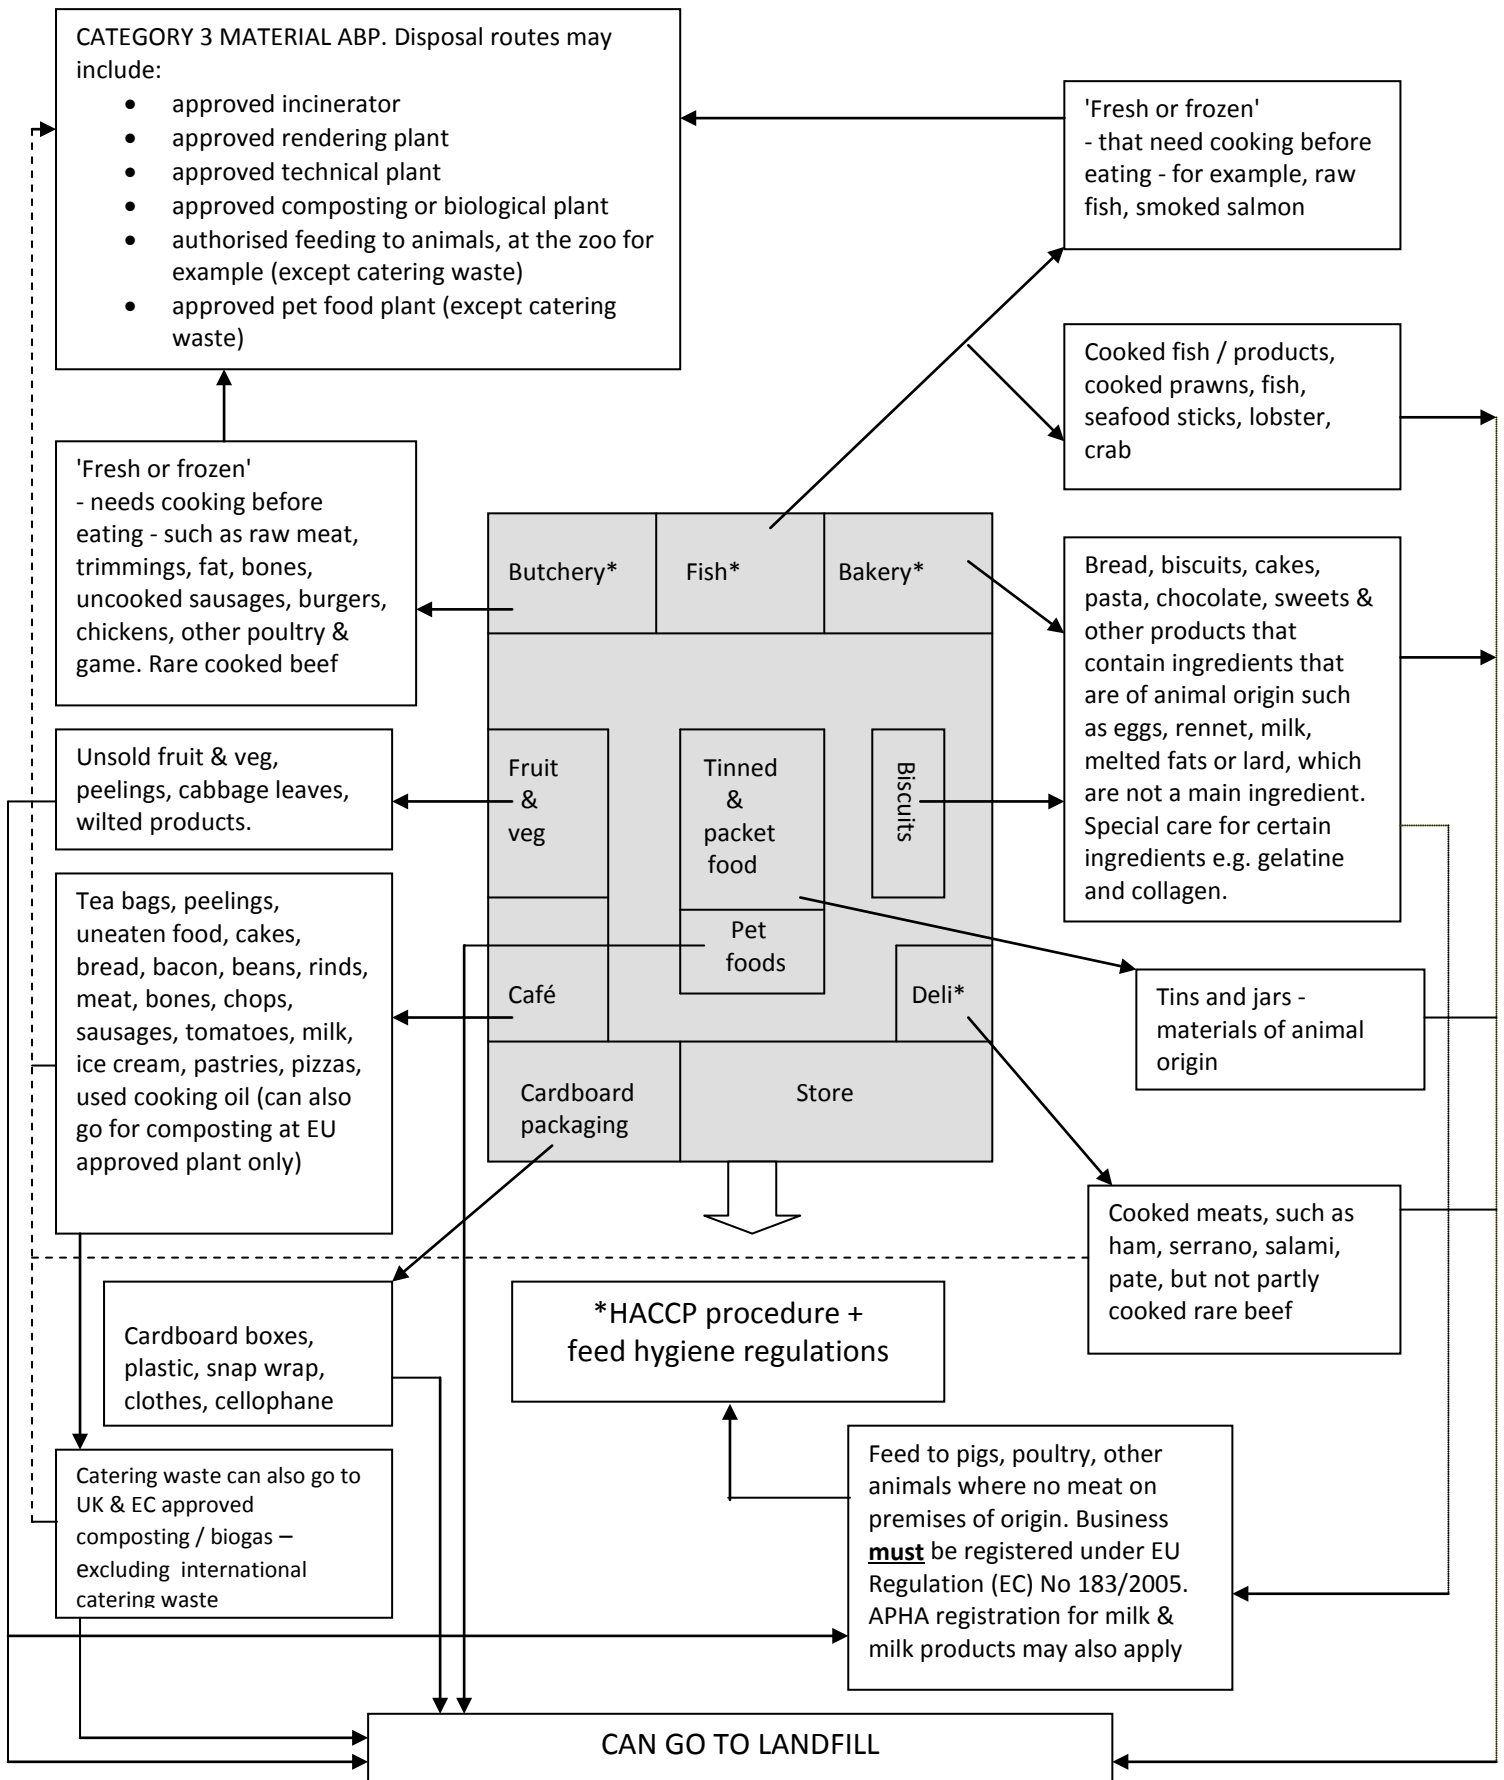 CATEGORY 3 MATERIAL ABP. Disposal routes may
include:
• approved incinerator
• approved rendering plant
• approved technical plant
• approved composting or biological plant
• authorised feeding to animals, at the zoo for
example (except catering waste)
• approved pet food plant (except catering
waste)
'Fresh or frozen'
- that need cooking before
eating - for example, raw
fish, smoked salmon
Cooked fish / products,
cooked prawns, fish,
seafood sticks, lobster,
crab
'Fresh or frozen'
- needs cooking before
eating - such as raw meat,
trimmings, fat, bones,
uncooked sausages, burgers,
chickens, other poultry &
game. Rare cooked beef
Butchery*
Fish*
Bakery*
Bread, biscuits, cakes,
pasta, chocolate, sweets &
other products that
contain ingredients that
are of animal origin such
as eggs, rennet, milk,
melted fats or lard, which
are not a main ingredient.
Special care for certain
ingredients e.g. gelatine
and collagen.
Unsold fruit & veg,
peelings, cabbage leaves,
wilted products.
Fruit
&
veg
Tinned
&
packet
food
Biscuits
Tea bags, peelings,
uneaten food, cakes,
bread, bacon, beans, rinds,
meat, bones, chops,
sausages, tomatoes, milk,
ice cream, pastries, pizzas,
used cooking oil (can also
go for composting at EU
approved plant only)
Pet
foods
Café
Deli*
Tins and jars -
materials of animal
origin
Cardboard
packaging
Store
Cooked meats, such as
ham, serrano, salami,
pate, but not partly
cooked rare beef
Cardboard boxes,
plastic, snap wrap,
clothes, cellophane
*HACCP procedure +
feed hygiene regulations
Catering waste can also go to
UK & EC approved
composting / biogas –
excluding international
catering waste
Feed to pigs, poultry, other
animals where no meat on
premises of origin. Business
must be registered under EU
Regulation (EC) No 183/2005.
APHA registration for milk &
milk products may also apply
CAN GO TO LANDFILL